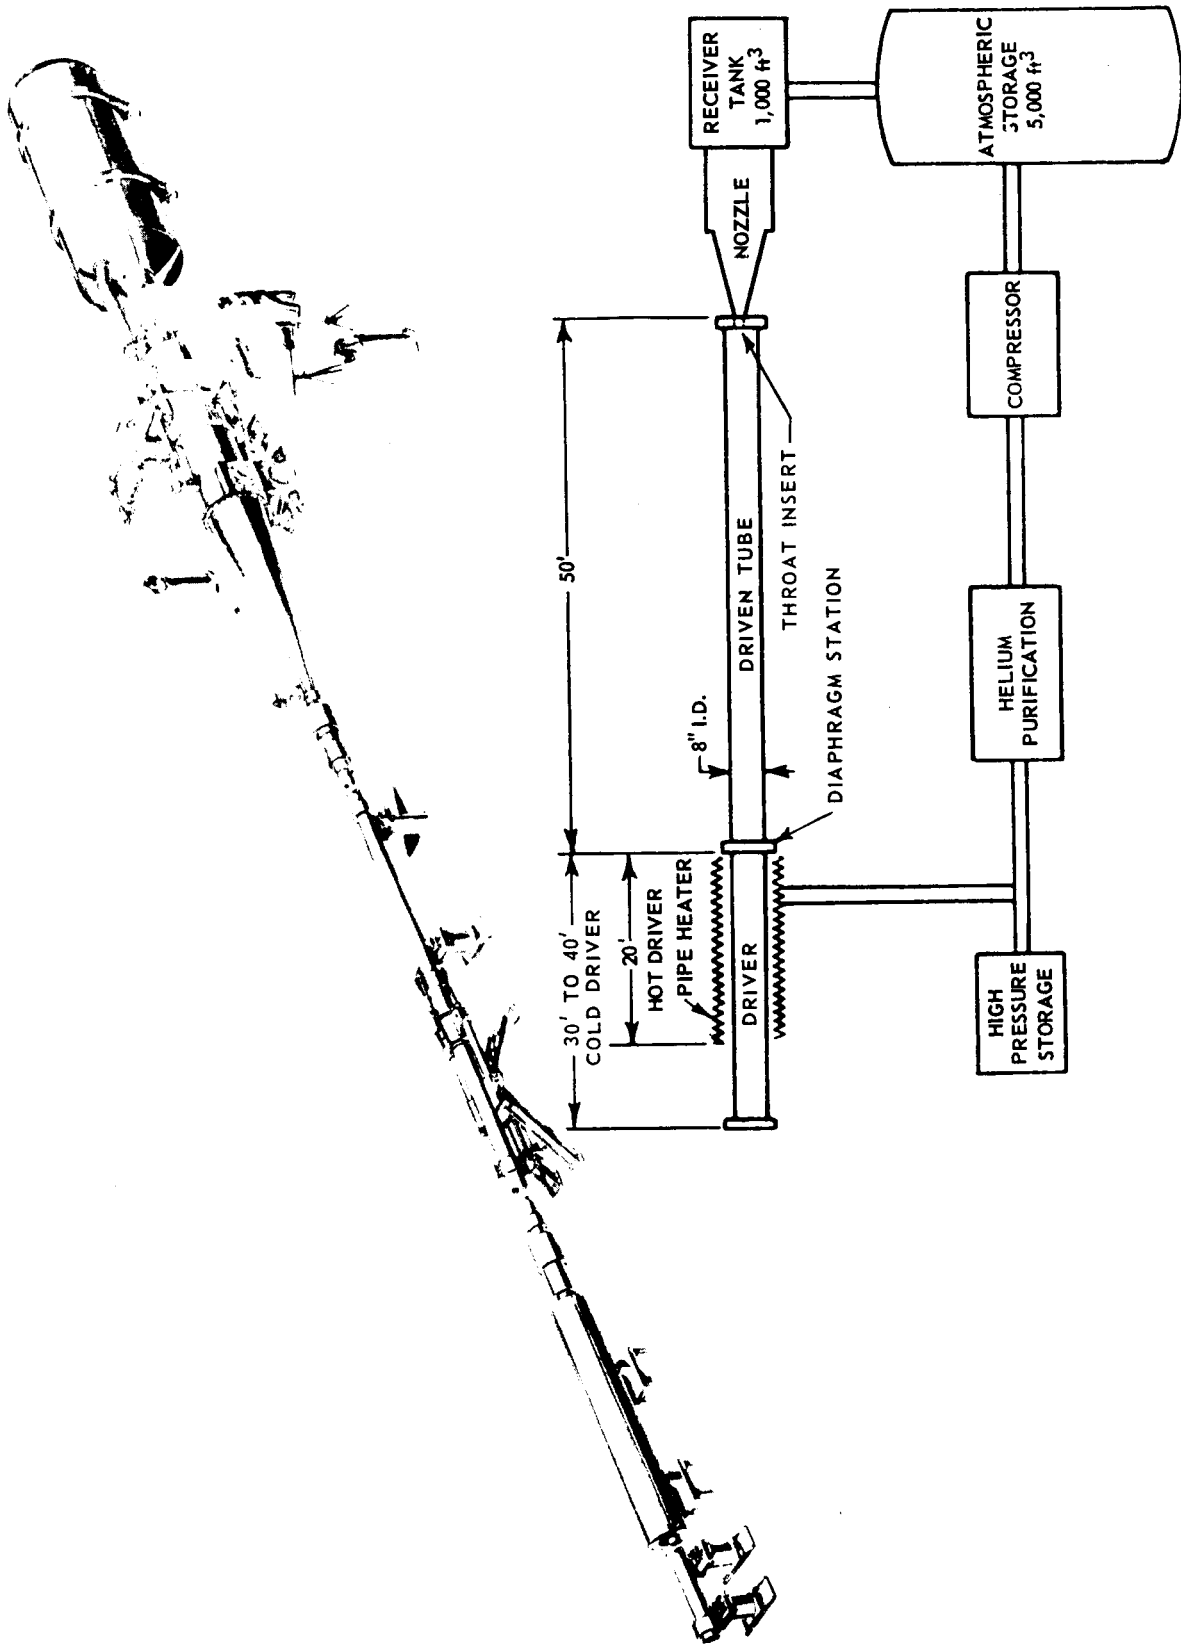 50'
30' TO 40'
COLD DRIVER
20'
HOT DRIVER
PIPE HEATER
8" I.D.
DRIVER
DRIVEN TUBE
NOZZLE
RECEIVER
TANK
1,000 ft³
THROAT INSERT
DIAPHRAGM STATION
HIGH
PRESSURE
STORAGE
HELIUM
PURIFICATION
COMPRESSOR
ATMOSPHERIC
STORAGE
5,000 ft³